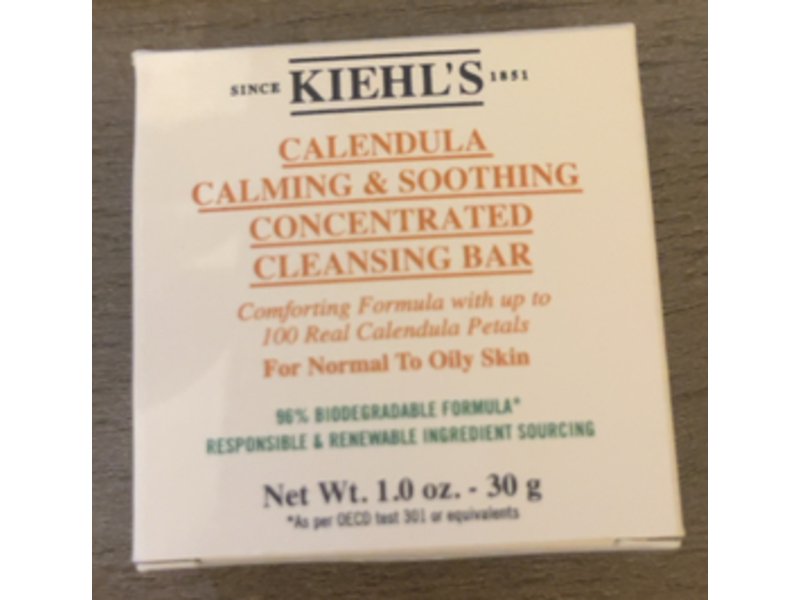 SINCE KIEHL'S 1851
CALENDULA
CALMING & SOOTHING
CONCENTRATED
CLEANSING BAR
Comforting Formula with up to
100 Real Calendula Petals
For Normal To Oily Skin
96% BIODEGRADABLE FORMULA*
RESPONSIBLE & RENEWABLE INGREDIENT SOURCING
Net Wt. 1.0 oz. - 30 g
*As per OECD test 301 or equivalents